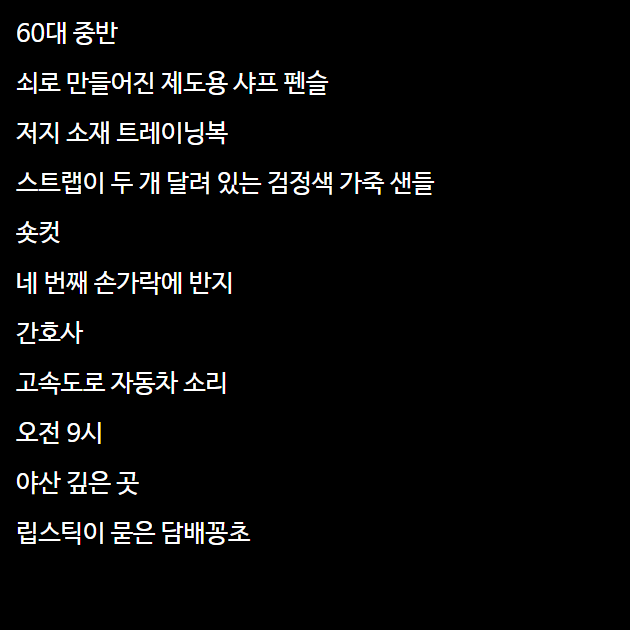 60대 중반
쇠로 만들어진 제도용 샤프 펜슬
저지 소재 트레이닝복
스트랩이 두 개 달려 있는 검정색 가죽 샌들
숏컷
네 번째 손가락에 반지
간호사
고속도로 자동차 소리
오전 9시
야산 깊은 곳
립스틱이 묻은 담배꽁초